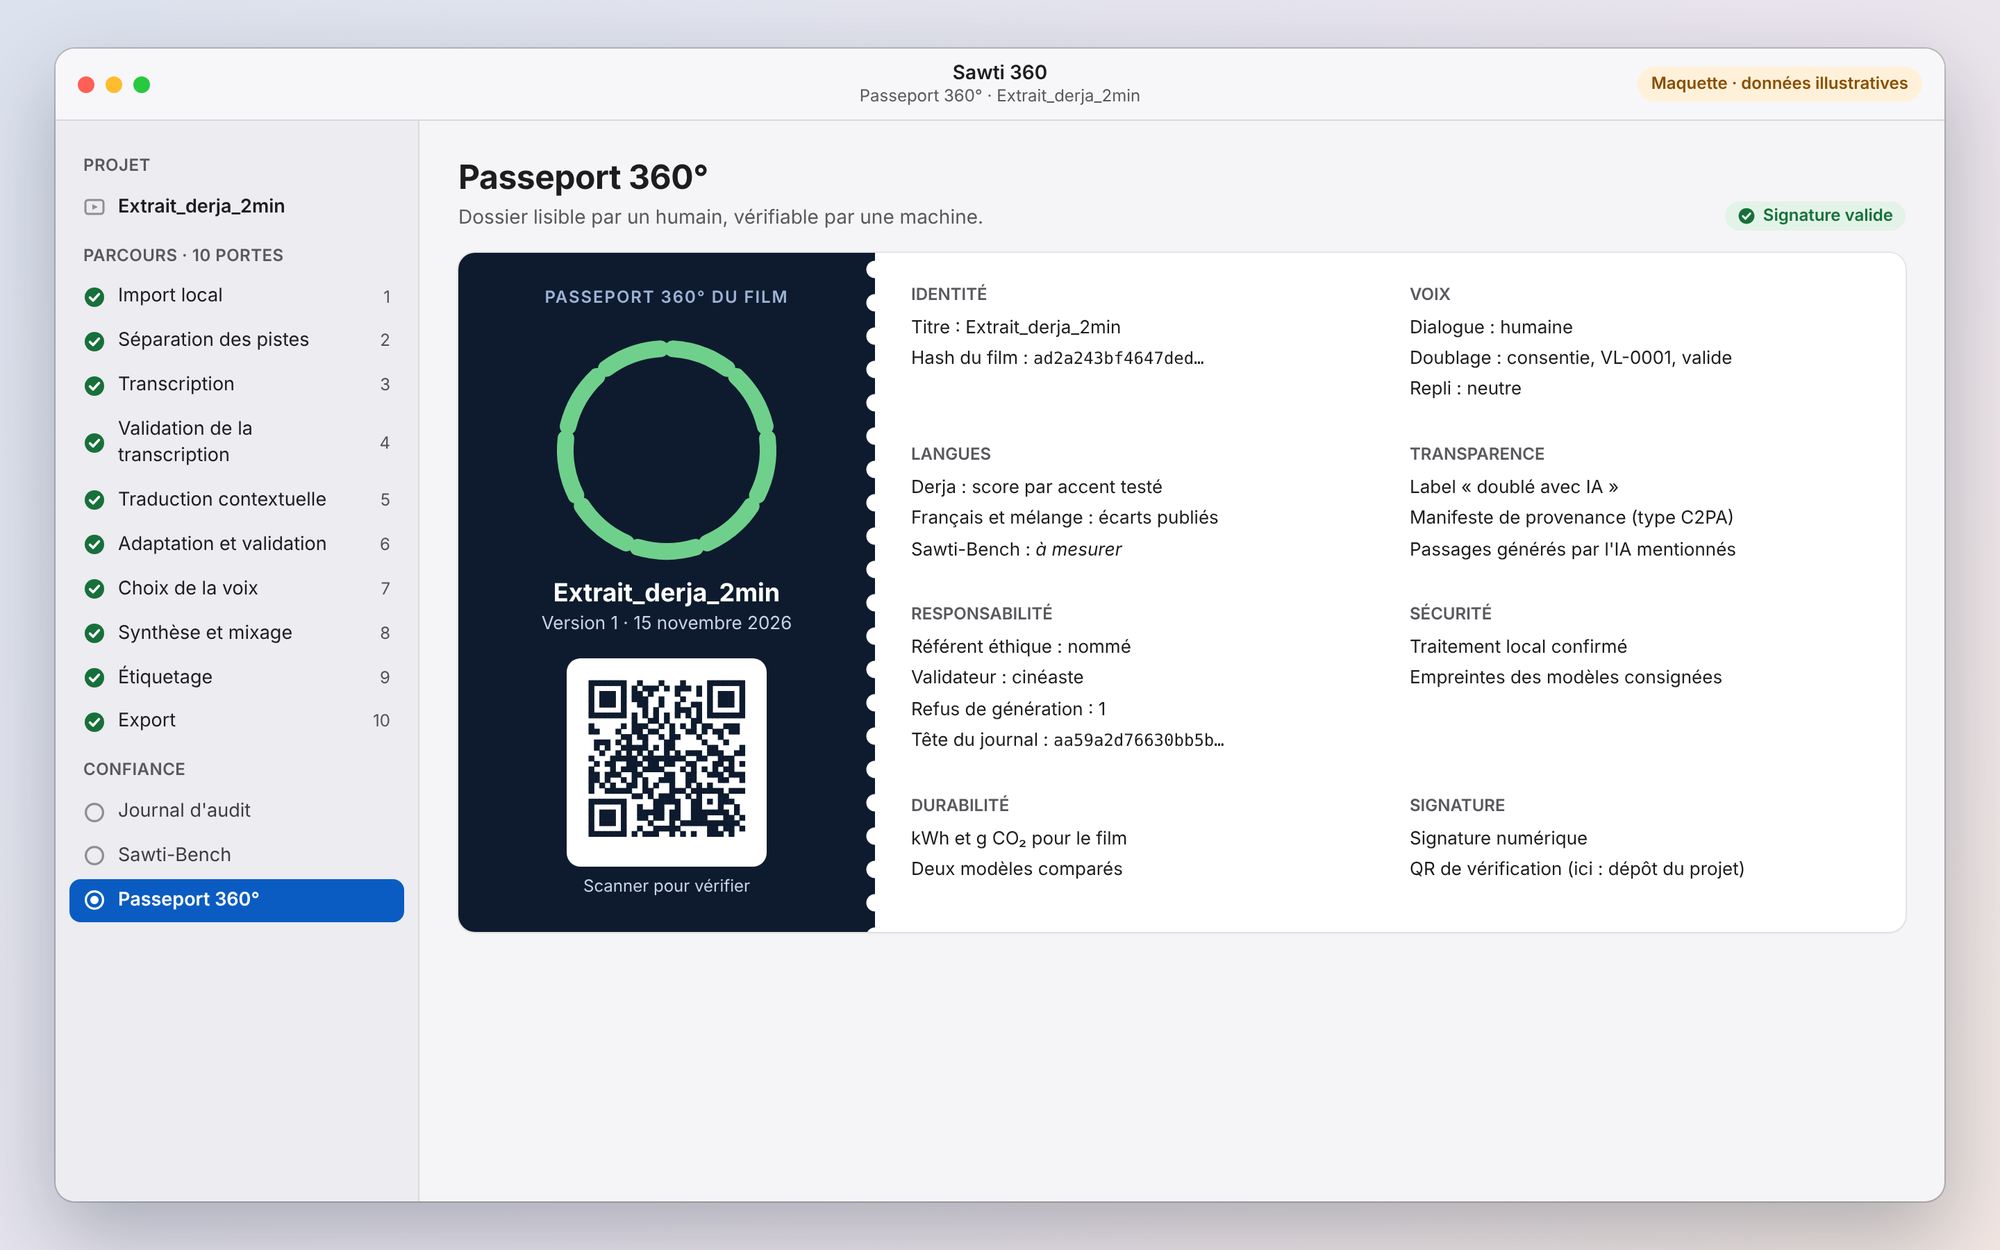 Sawti 360
Passeport 360° · Extrait_derja_2min
Maquette · données illustratives
PROJET
Extrait_derja_2min
PARCOURS · 10 PORTES
Import local 1
Séparation des pistes 2
Transcription 3
Validation de la
transcription 4
Traduction contextuelle 5
Adaptation et validation 6
Choix de la voix 7
Synthèse et mixage 8
Étiquetage 9
Export 10
CONFIANCE
Journal d'audit
Sawti-Bench
Passeport 360°
Passeport 360°
Dossier lisible par un humain, vérifiable par une machine.
Signature valide
PASSEPORT 360° DU FILM
Extrait_derja_2min
Version 1 · 15 novembre 2026
Scanner pour vérifier
IDENTITÉ
Titre : Extrait_derja_2min
Hash du film : ad2a243bf4647ded…
VOIX
Dialogue : humaine
Doublage : consentie, VL-0001, valide
Repli : neutre
LANGUES
Derja : score par accent testé
Français et mélange : écarts publiés
Sawti-Bench : à mesurer
TRANSPARENCE
Label « doublé avec IA »
Manifeste de provenance (type C2PA)
Passages générés par l'IA mentionnés
RESPONSABILITÉ
Référent éthique : nommé
Validateur : cinéaste
Refus de génération : 1
Tête du journal : aa59a2d76630bb5b…
SÉCURITÉ
Traitement local confirmé
Empreintes des modèles consignées
DURABILITÉ
kWh et g CO₂ pour le film
Deux modèles comparés
SIGNATURE
Signature numérique
QR de vérification (ici : dépôt du projet)